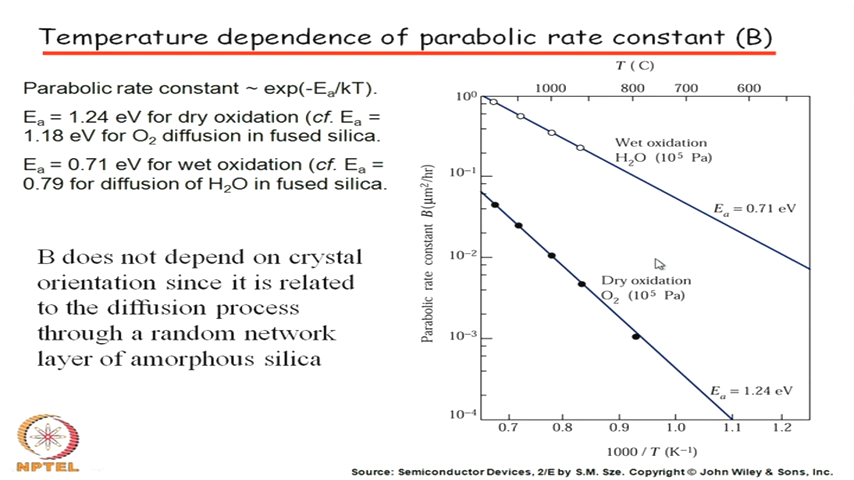 Temperature dependence of parabolic rate constant (B)
Parabolic rate constant ~ exp(-Eₐ/kT).
Eₐ = 1.24 eV for dry oxidation (cf. Eₐ =
1.18 eV for O₂ diffusion in fused silica.
Eₐ = 0.71 eV for wet oxidation (cf. Eₐ =
0.79 for diffusion of H₂O in fused silica.
B does not depend on crystal
orientation since it is related
to the diffusion process
through a random network
layer of amorphous silica
T (C)
1000 800 700 600
10⁰
10⁻¹
10⁻²
10⁻³
10⁻⁴
Parabolic rate constant B(μm²/hr)
Wet oxidation
H₂O (10⁵ Pa)
Eₐ = 0.71 eV
Dry oxidation
O₂ (10⁵ Pa)
Eₐ = 1.24 eV
0.7 0.8 0.9 1.0 1.1 1.2
1000 / T (K⁻¹)
NPTEL
Source: Semiconductor Devices, 2/E by S.M. Sze. Copyright © John Wiley & Sons, Inc.